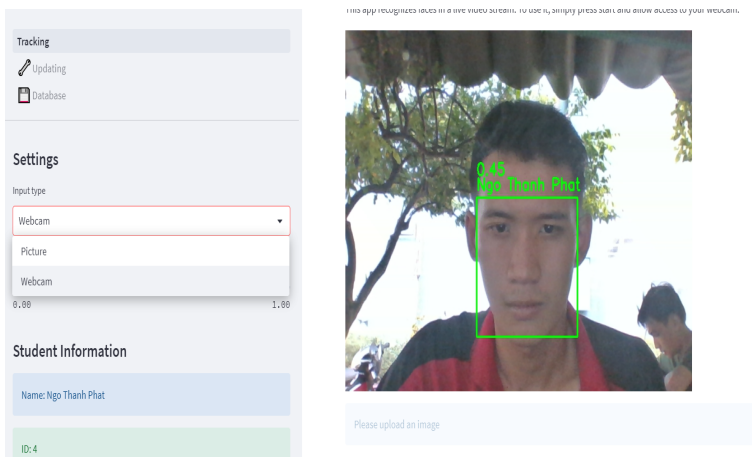 Tracking
Updating
Database
Settings
Input type
Webcam
Picture
Webcam
0.00 1.00
Student Information
Name: Ngo Thanh Phat
ID: 4
This app recognizes faces in a live video stream. To use it, simply press start and allow access to your webcam.
0.45
Ngo Thanh Phat
Please upload an image